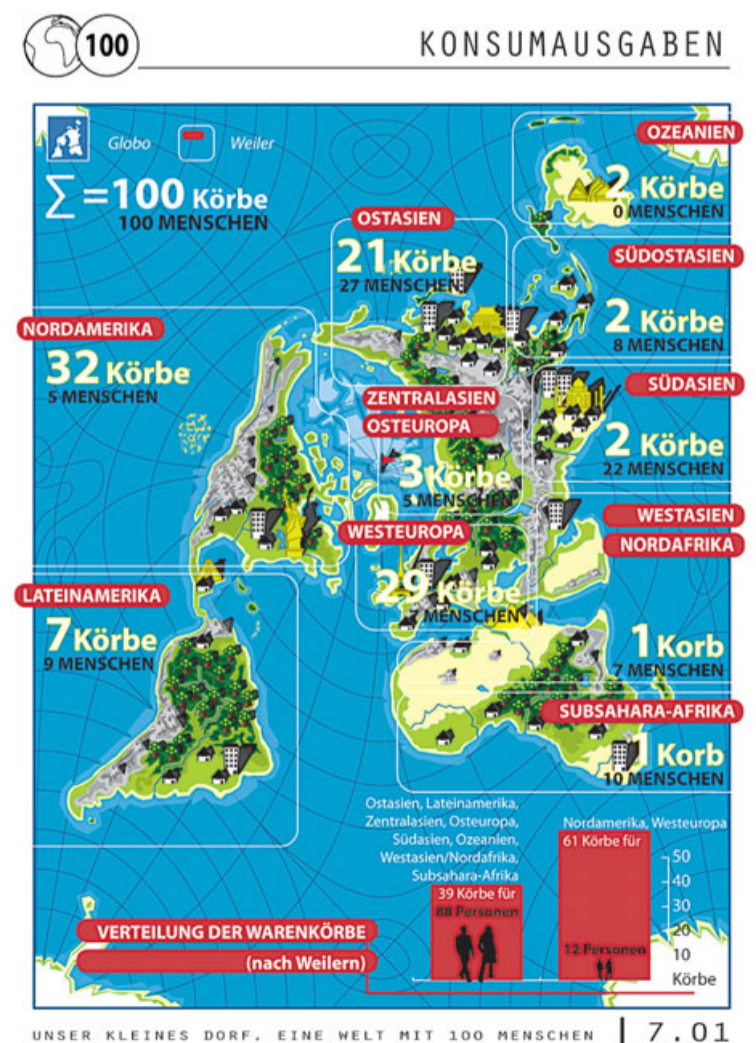 100
KONSUMAUSGABEN
Globo
Weiler
Σ =100 Körbe
100 MENSCHEN
OZEANIEN
2 Körbe
0 MENSCHEN
OSTASIEN
21 Körbe
27 MENSCHEN
SÜDOSTASIEN
2 Körbe
8 MENSCHEN
NORDAMERIKA
32 Körbe
5 MENSCHEN
ZENTRALASIEN
OSTEUROPA
3 Körbe
5 MENSCHEN
SÜDASIEN
2 Körbe
22 MENSCHEN
WESTEUROPA
29 Körbe
MENSCHEN
WESTASIEN
NORDAFRIKA
1 Korb
7 MENSCHEN
LATEINAMERIKA
7 Körbe
9 MENSCHEN
SUBSAHARA-AFRIKA
1 Korb
10 MENSCHEN
Ostasien, Lateinamerika,
Zentralasien, Osteuropa,
Südasien, Ozeanien,
Westasien/Nordafrika,
Subsahara-Afrika
39 Körbe für
88 Personen
Nordamerika, Westeuropa
61 Körbe für
12 Personen
50
40
30
20
10
Körbe
VERTEILUNG DER WARENKÖRBE
(nach Weilern)
UNSER KLEINES DORF. EINE WELT MIT 100 MENSCHEN | 7.01